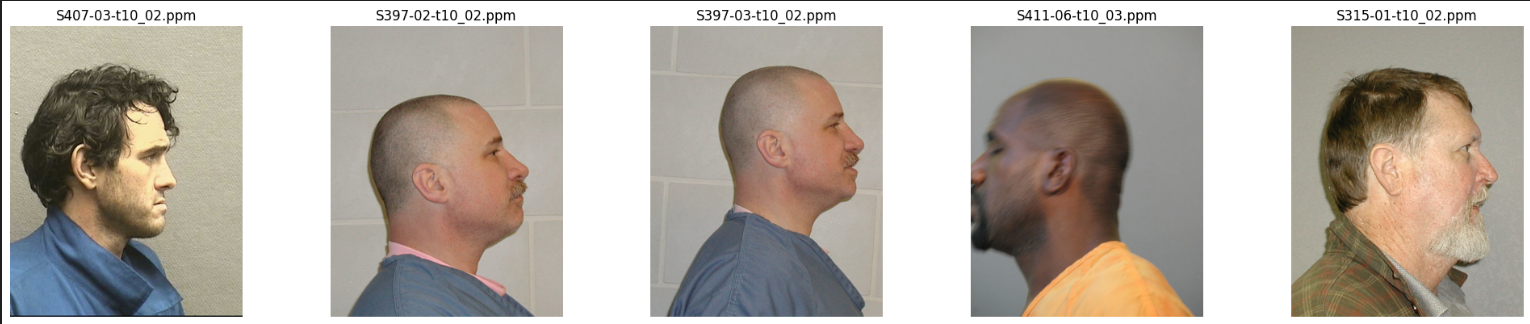 S407-03-t10_02.ppm
S397-02-t10_02.ppm
S397-03-t10_02.ppm
S411-06-t10_03.ppm
S315-01-t10_02.ppm